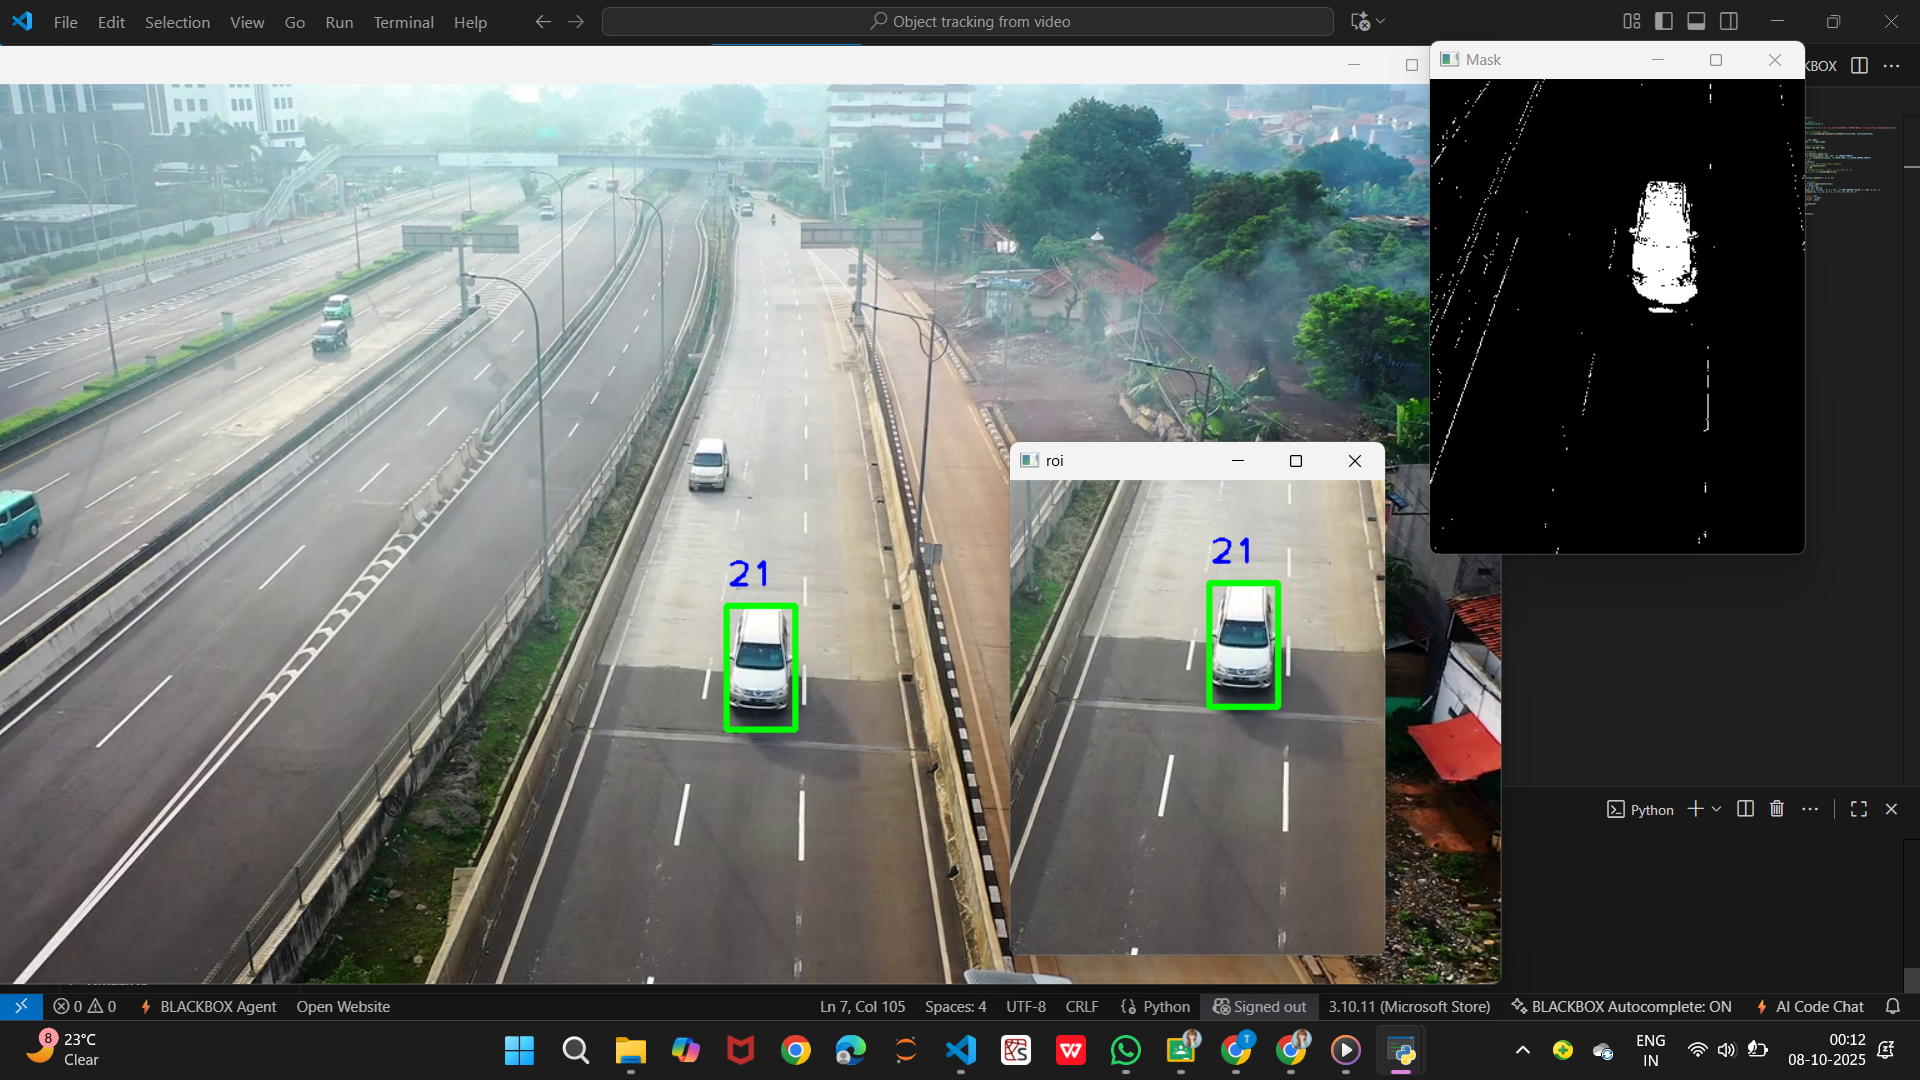 File Edit Selection View Go Run Terminal Help
Object tracking from video
Mask
KBOX
roi
21
21
Python
0 0 BLACKBOX Agent Open Website
Ln 7, Col 105 Spaces: 4 UTF-8 CRLF Python Signed out 3.10.11 (Microsoft Store) BLACKBOX Autocomplete: ON AI Code Chat
8
23°C
Clear
T
ENG
IN
00:12
08-10-2025